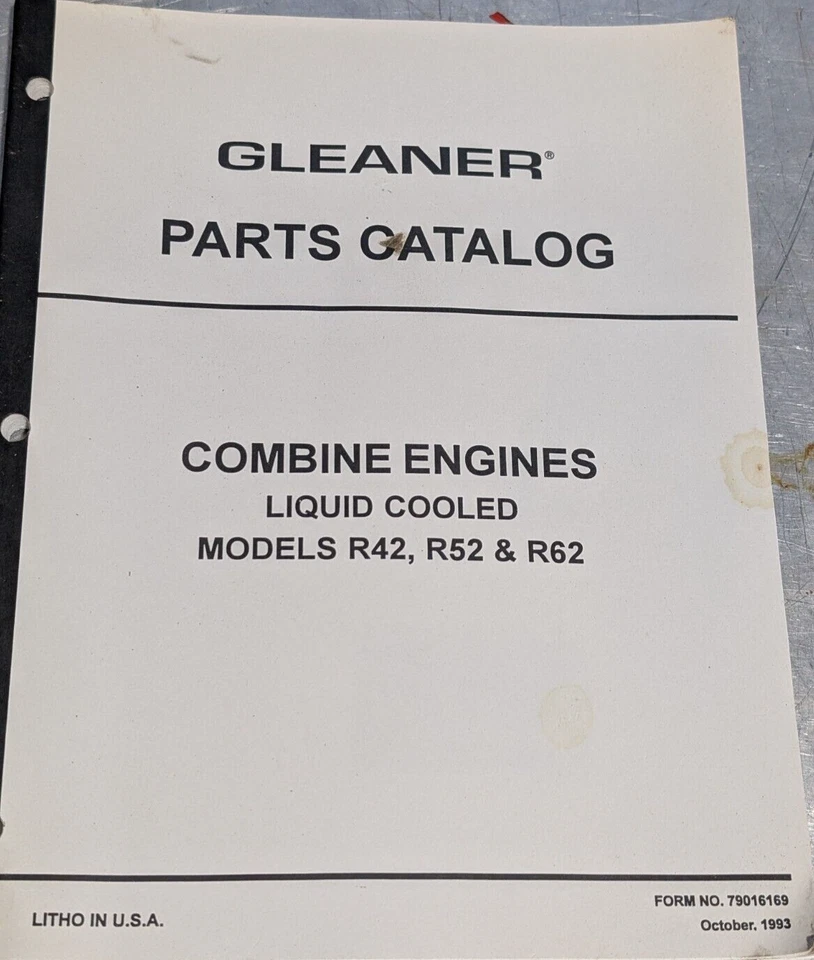 GLEANER®
PARTS CATALOG
COMBINE ENGINES
LIQUID COOLED
MODELS R42, R52 & R62
FORM NO. 79016169
LITHO IN U.S.A.
October, 1993